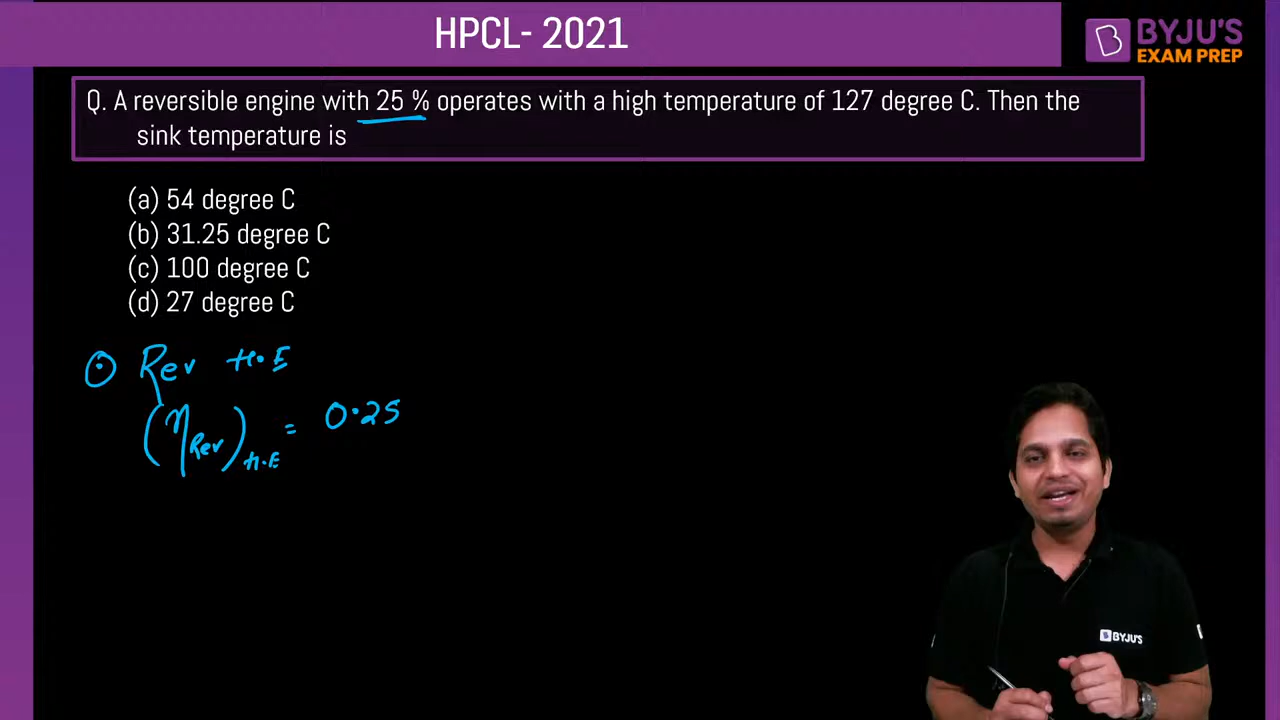 HPCL- 2021
BYJU'S
EXAM PREP
Q. A reversible engine with 25 % operates with a high temperature of 127 degree C. Then the
sink temperature is
(a) 54 degree C
(b) 31.25 degree C
(c) 100 degree C
(d) 27 degree C
Rev H.E
(ηRev)H.E = 0.25
BYJU'S